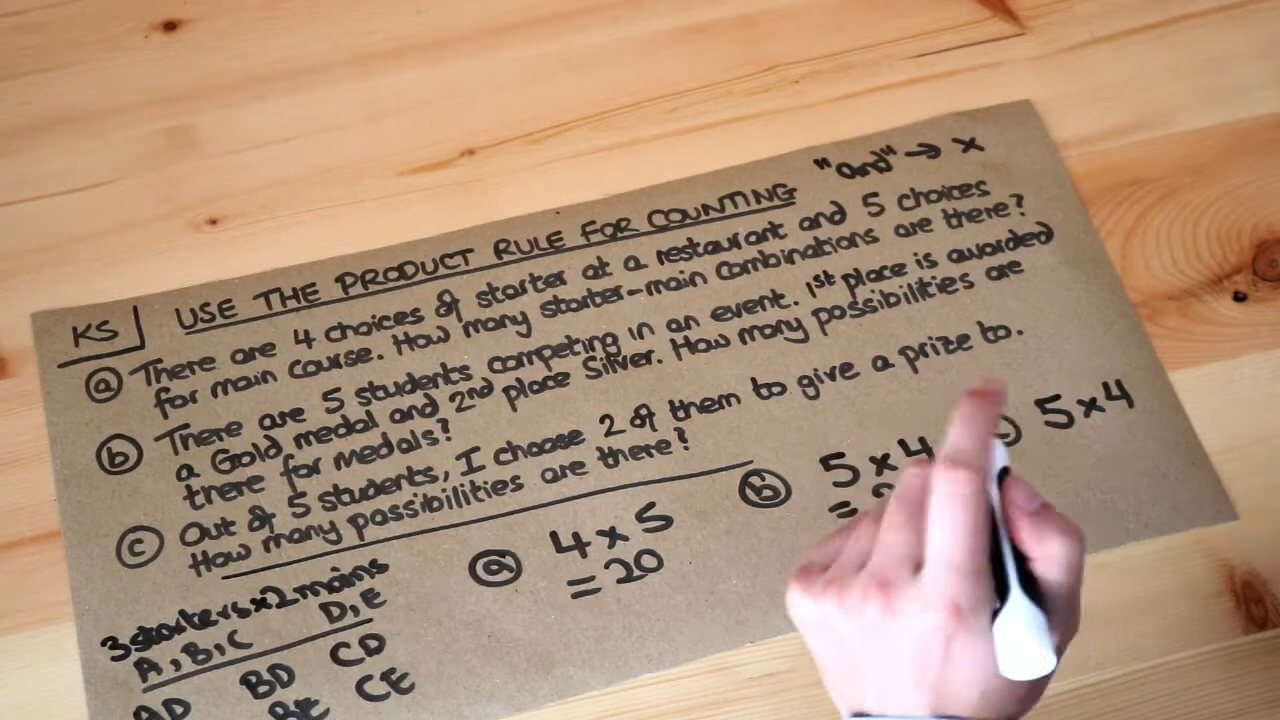 "and" → ×
KS USE THE PRODUCT RULE FOR COUNTING
(a) There are 4 choices of starter at a restaurant and 5 choices
for main course. How many starter-main combinations are there?
(b) There are 5 students competing in an event. 1st place is awarded
a Gold medal and 2nd place Silver. How many possibilities are
there for medals?
(c) Out of 5 students, I choose 2 of them to give a prize to.
How many possibilities are there?
3 starters × 2 mains
A, B, C D, E
AD BD CD
BE CE
(a) 4 × 5
= 20
(b) 5 × 4
=
5 × 4